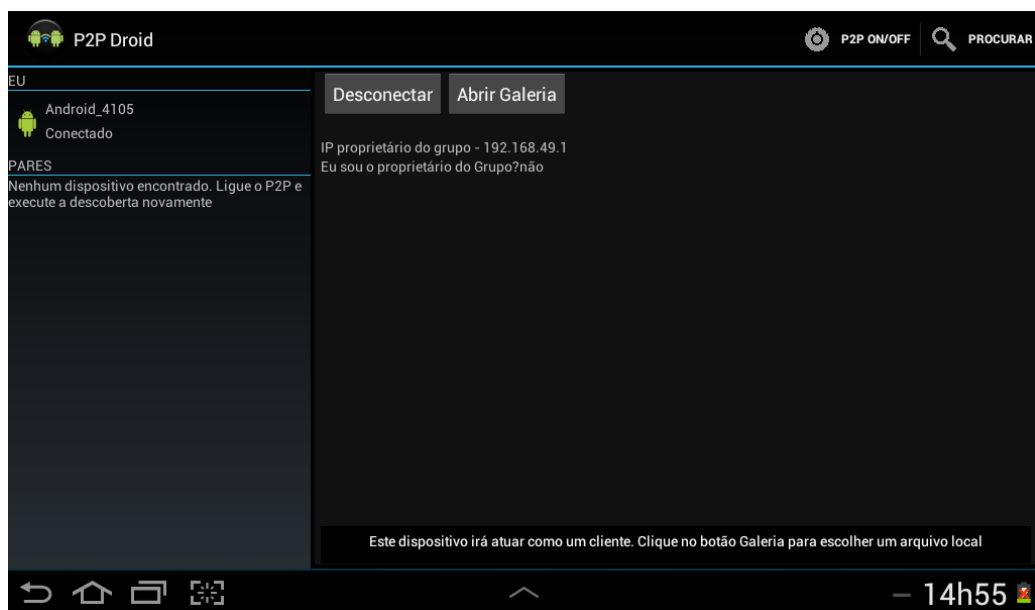 P2P Droid
P2P ON/OFF
PROCURAR
EU
Android_4105
Conectado
PARES
Nenhum dispositivo encontrado. Ligue o P2P e
execute a descoberta novamente
Desconectar
Abrir Galeria
IP proprietário do grupo - 192.168.49.1
Eu sou o proprietário do Grupo?não
Este dispositivo irá atuar como um cliente. Clique no botão Galeria para escolher um arquivo local
14h55